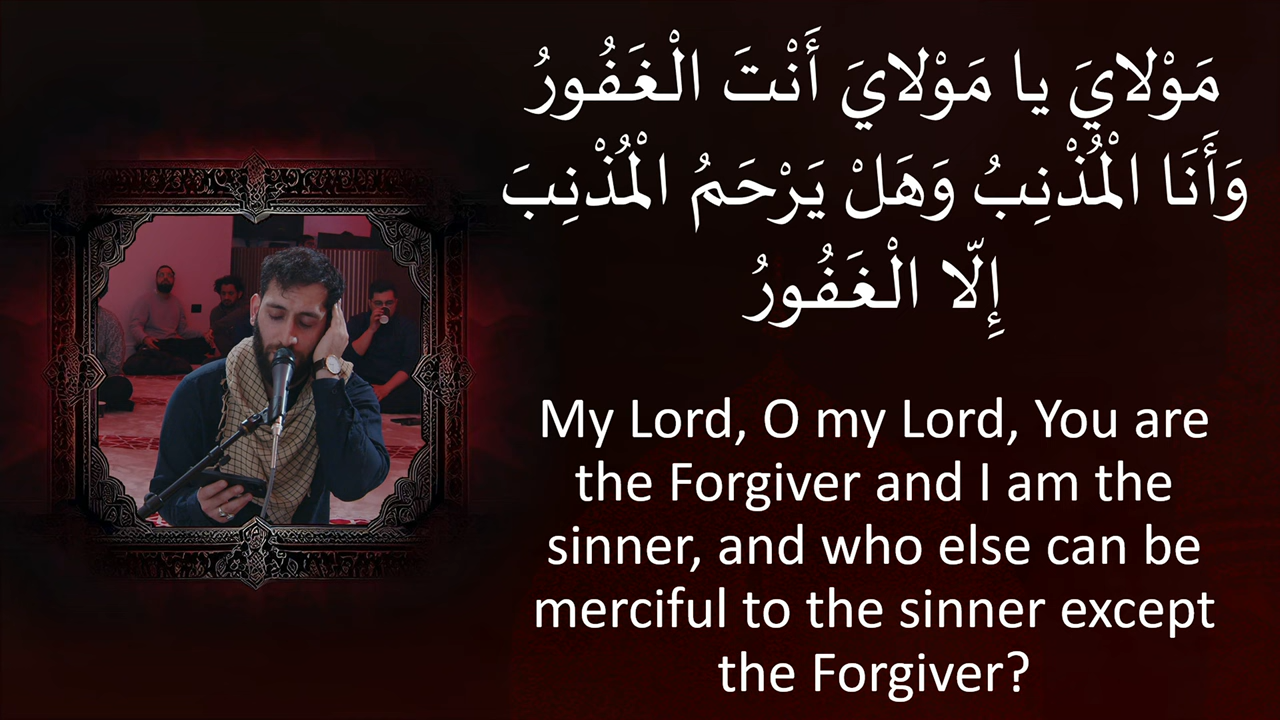 مَوْلايَ يا مَوْلايَ أَنْتَ الْغَفُورُ
وَأَنَا الْمُذْنِبُ وَهَلْ يَرْحَمُ الْمُذْنِبَ
إِلّا الْغَفُورُ
My Lord, O my Lord, You are
the Forgiver and I am the
sinner, and who else can be
merciful to the sinner except
the Forgiver?